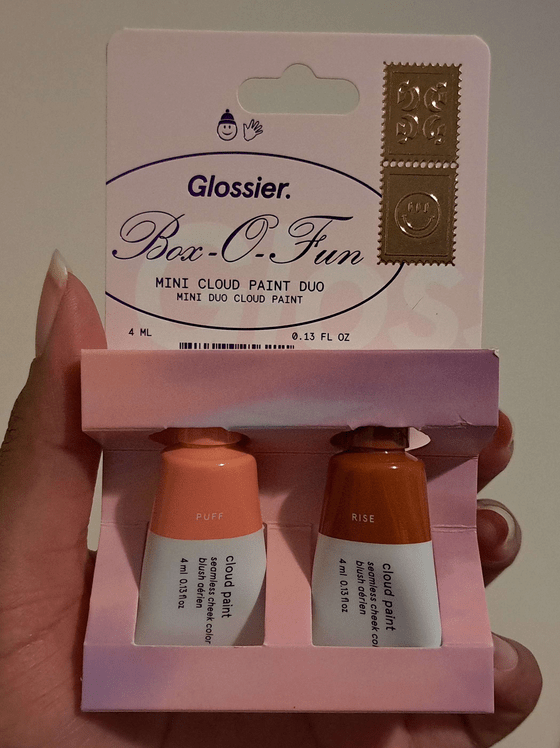 Glossier.
Box-O-Fun
MINI CLOUD PAINT DUO
MINI DUO CLOUD PAINT
4 ML 0.13 FL OZ
PUFF
cloud paint
seamless cheek color
blush aérien
4 ml 0.13 fl oz
RISE
cloud paint
seamless cheek co
blush aérien
4 ml 0.13 fl oz